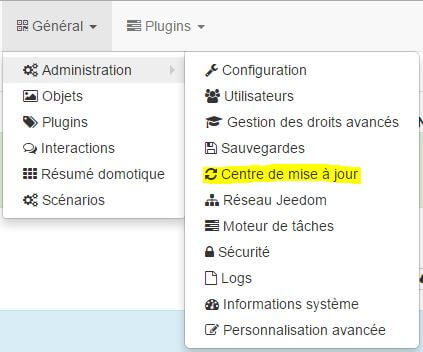 Général Plugins
Administration
Objets
Plugins
Interactions
Résumé domotique
Scénarios
Configuration
Utilisateurs
Gestion des droits avancés
Sauvegardes
Centre de mise à jour
Réseau Jeedom
Moteur de tâches
Sécurité
Logs
Informations système
Personnalisation avancée